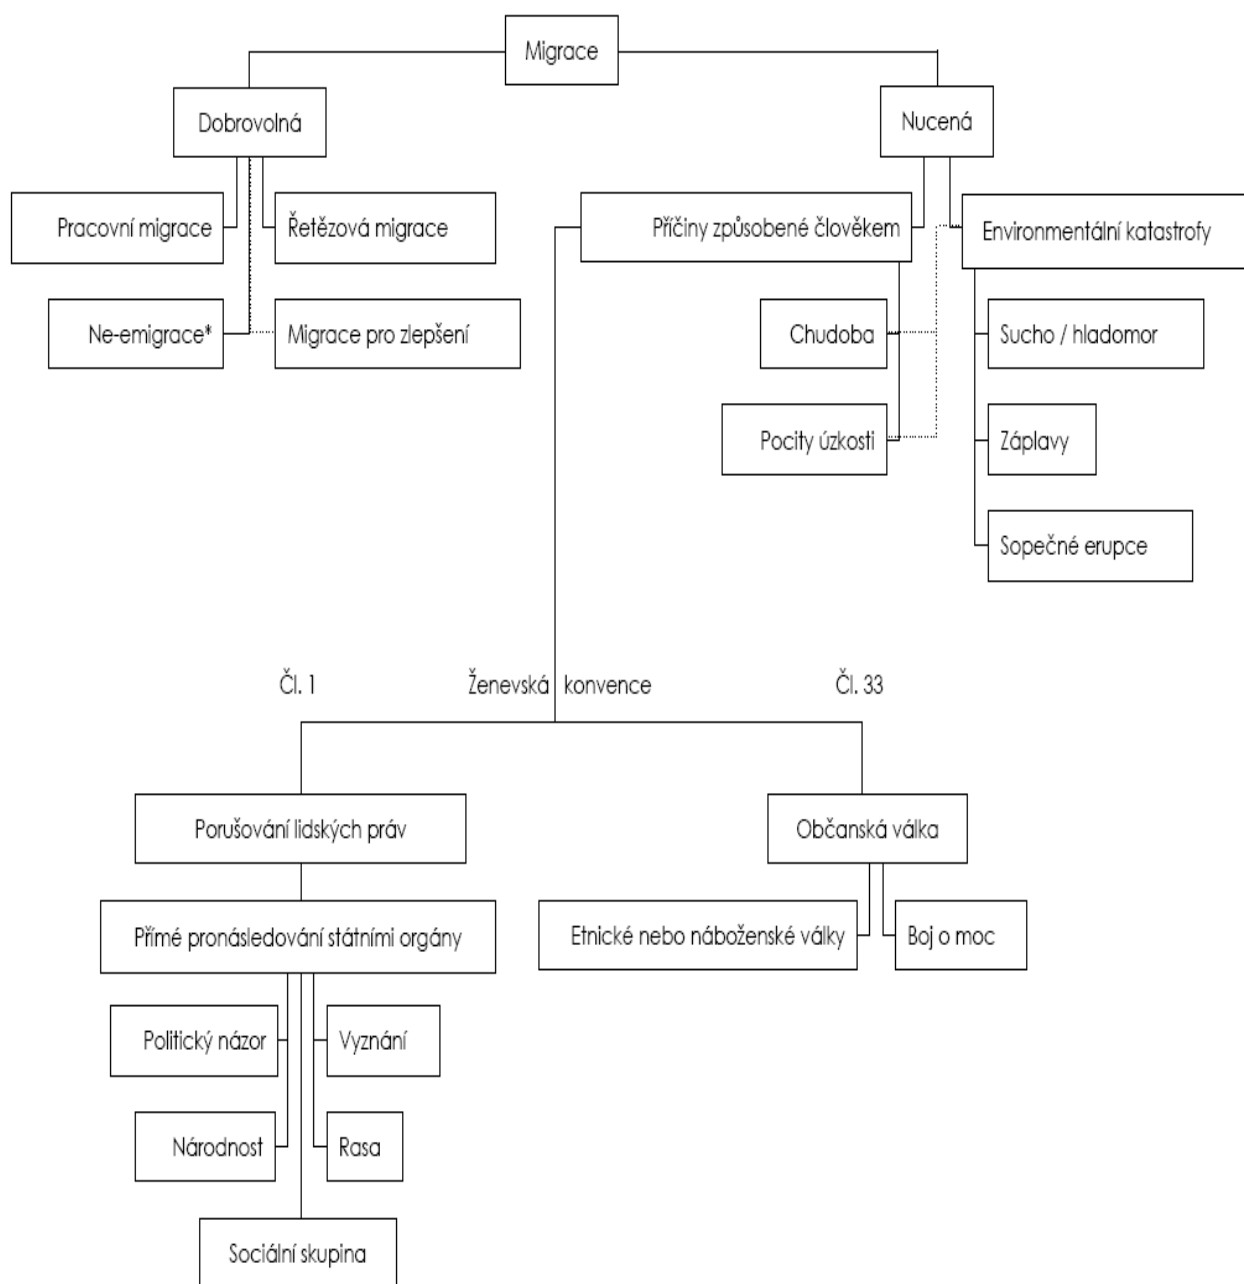 Migrace
Dobrovolná
Nucená
Pracovní migrace
Řetězová migrace
Příčiny způsobené člověkem
Environmentální katastrofy
Ne-emigrace*
Migrace pro zlepšení
Chudoba
Sucho / hladomor
Pocity úzkosti
Záplavy
Sopečné erupce
Čl. 1
Ženevská konvence
Čl. 33
Porušování lidských práv
Občanská válka
Přímé pronásledování státními orgány
Etnické nebo náboženské války
Boj o moc
Politický názor
Vyznání
Národnost
Rasa
Sociální skupina